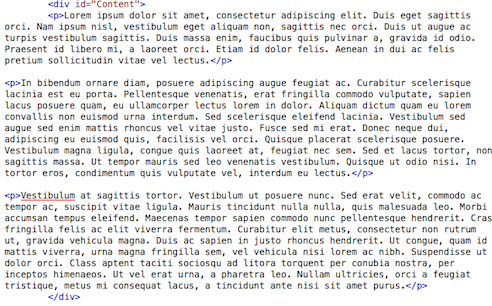 <div id="Content">
<p>Lorem ipsum dolor sit amet, consectetur adipiscing elit. Duis eget sagittis
orci. Nam ipsum nisl, vestibulum eget aliquam non, sagittis nec orci. Duis ut augue ac
turpis vestibulum sagittis. Duis massa enim, faucibus quis pulvinar a, gravida id odio.
Praesent id libero mi, a laoreet orci. Etiam id dolor felis. Aenean in dui ac felis
pretium sollicitudin vitae vel lectus.</p>
<p>In bibendum ornare diam, posuere adipiscing augue feugiat ac. Curabitur scelerisque
lacinia est eu porta. Pellentesque venenatis, erat fringilla commodo vulputate, sapien
lacus posuere quam, eu ullamcorper lectus lorem in dolor. Aliquam dictum quam eu lorem
convallis non euismod urna interdum. Sed scelerisque eleifend lacinia. Vestibulum sed
augue sed enim mattis rhoncus vel vitae justo. Fusce sed mi erat. Donec neque dui,
adipiscing eu euismod quis, facilisis vel orci. Quisque placerat scelerisque posuere.
Vestibulum magna ligula, congue quis laoreet at, feugiat nec sem. Sed et lacus tortor, non
sagittis massa. Ut tempor mauris sed leo venenatis vestibulum. Quisque ut odio nisi. In
tortor eros, condimentum quis vulputate vel, interdum eu lectus.</p>
<p>Vestibulum at sagittis tortor. Vestibulum ut posuere nunc. Sed erat velit, commodo ac
tempor ac, suscipit vitae ligula. Mauris tincidunt nulla nulla, quis malesuada leo. Morbi
accumsan tempus eleifend. Maecenas tempor sapien commodo nunc pellentesque hendrerit. Cras
fringilla felis ac elit viverra fermentum. Curabitur elit metus, consectetur non rutrum
ut, gravida vehicula magna. Duis ac sapien in justo rhoncus hendrerit. Ut congue, quam id
mattis viverra, urna magna fringilla sem, vel vehicula nisi lorem ac nibh. Suspendisse ut
dolor orci. Class aptent taciti sociosqu ad litora torquent per conubia nostra, per
inceptos himenaeos. Ut vel erat urna, a pharetra leo. Nullam ultricies, orci a feugiat
tristique, metus mi consequat lacus, a tincidunt ante nisi sit amet purus.</p>
</div>